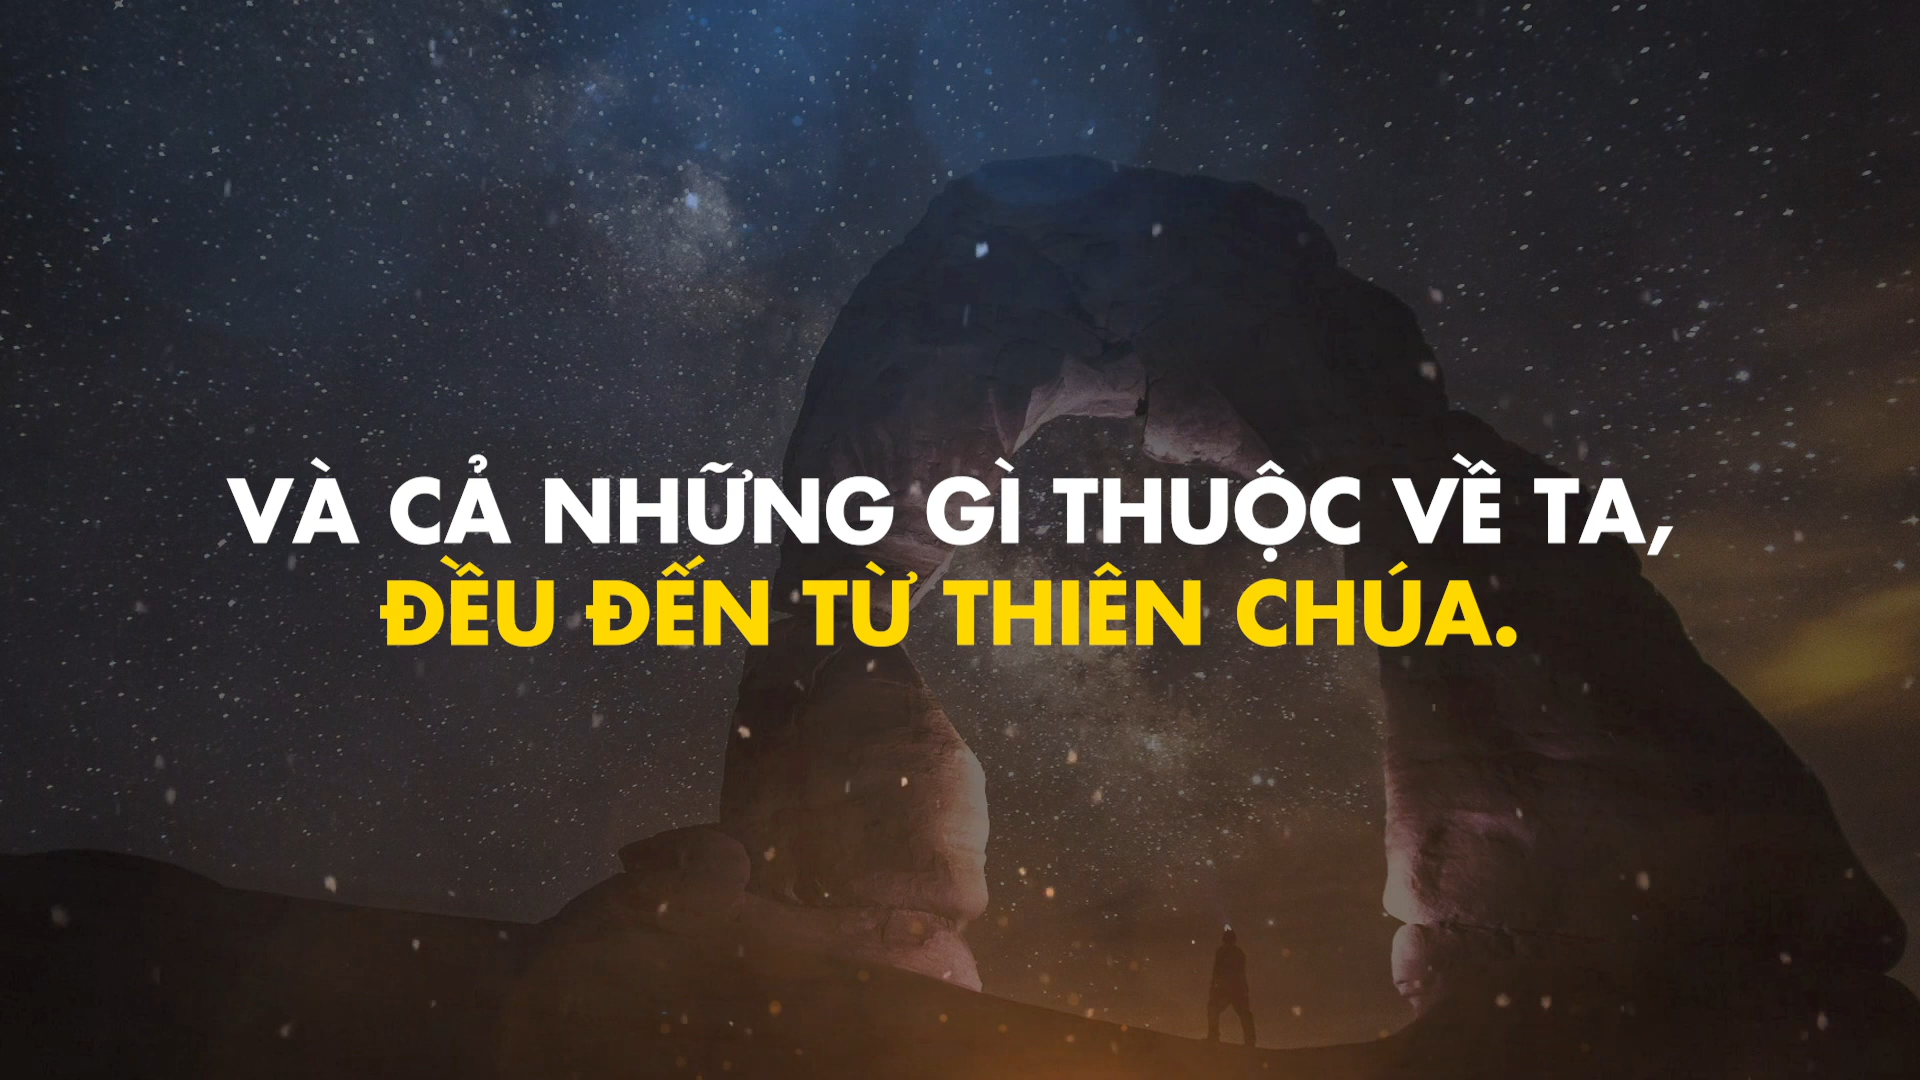 VÀ CẢ NHỮNG GÌ THUỘC VỀ TA,
ĐỀU ĐẾN TỪ THIÊN CHÚA.